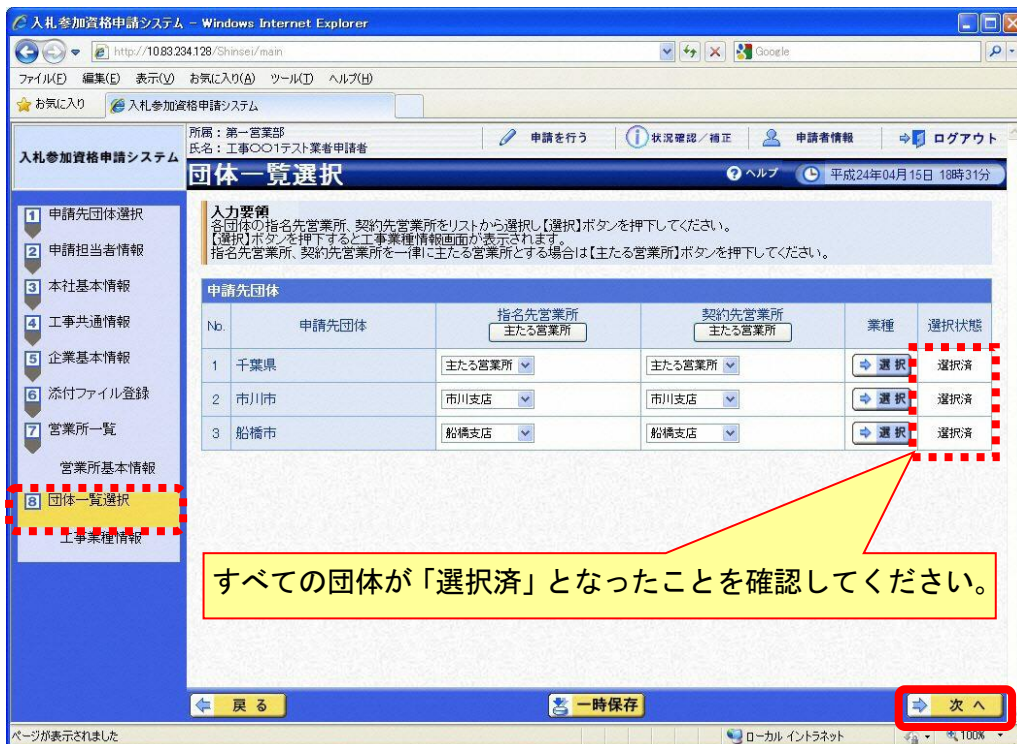 入札参加資格申請システム - Windows Internet Explorer
http://10.83.234.128/Shinsei/main
Google
ファイル(F) 編集(E) 表示(V) お気に入り(A) ツール(T) ヘルプ(H)
お気に入り
入札参加資格申請システム
入札参加資格申請システム
所属：第一営業部
氏名：工事〇〇1テスト業者申請者
申請を行う
状況確認／補正
申請者情報
ログアウト
団体一覧選択
ヘルプ
平成24年04月15日 18時31分
1 申請先団体選択
2 申請担当者情報
3 本社基本情報
4 工事共通情報
5 企業基本情報
6 添付ファイル登録
7 営業所一覧
営業所基本情報
8 団体一覧選択
工事業種情報
入力要領
各団体の指名先営業所、契約先営業所をリストから選択し【選択】ボタンを押下してください。
【選択】ボタンを押下すると工事業種情報画面が表示されます。
指名先営業所、契約先営業所を一律に主たる営業所とする場合は【主たる営業所】ボタンを押下してください。
申請先団体
No. 申請先団体 指名先営業所 主たる営業所 契約先営業所 主たる営業所 業種 選択状態
1 千葉県 主たる営業所 主たる営業所 選択 選択済
2 市川市 市川支店 市川支店 選択 選択済
3 船橋市 船橋支店 船橋支店 選択 選択済
すべての団体が「選択済」となったことを確認してください。
戻る
一時保存
次へ
ページが表示されました
ローカル イントラネット
100%